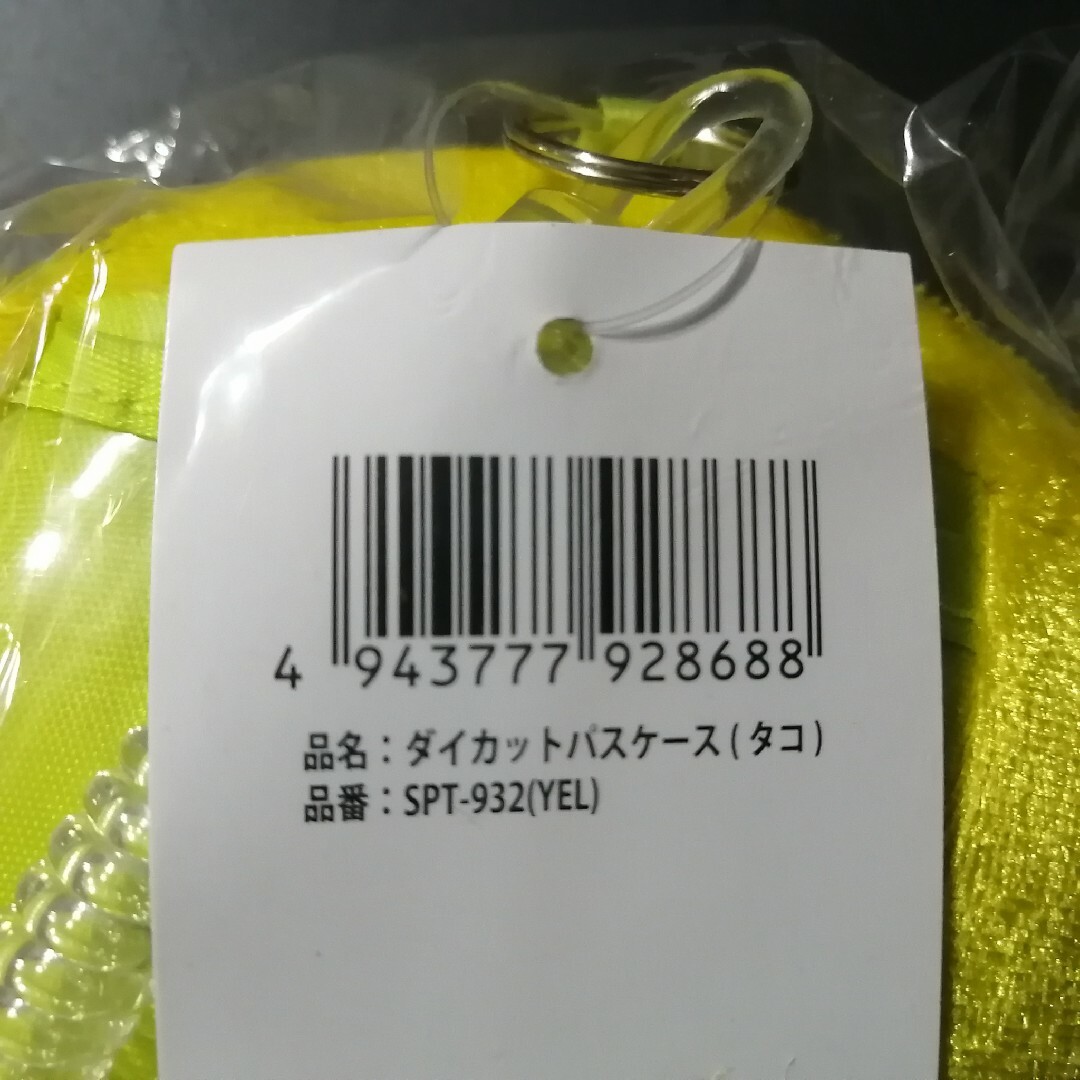 4 943777 928688
品名：ダイカットパスケース(タコ)
品番：SPT-932(YEL)